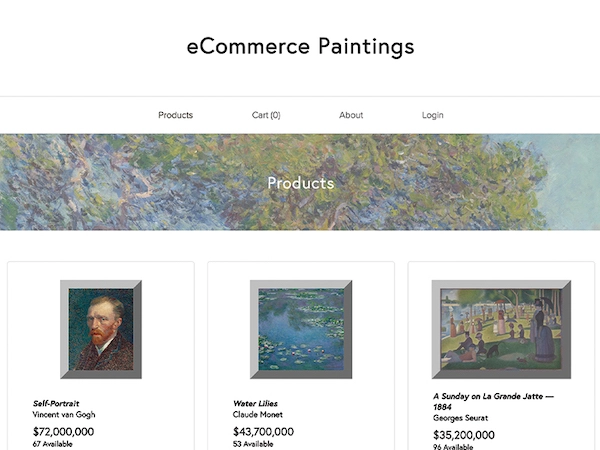 eCommerce Paintings
Products
Cart (0)
About
Login
Products
Self-Portrait
Vincent van Gogh
$72,000,000
67 Available
Water Lilies
Claude Monet
$43,700,000
53 Available
A Sunday on La Grande Jatte —
1884
Georges Seurat
$35,200,000
96 Available